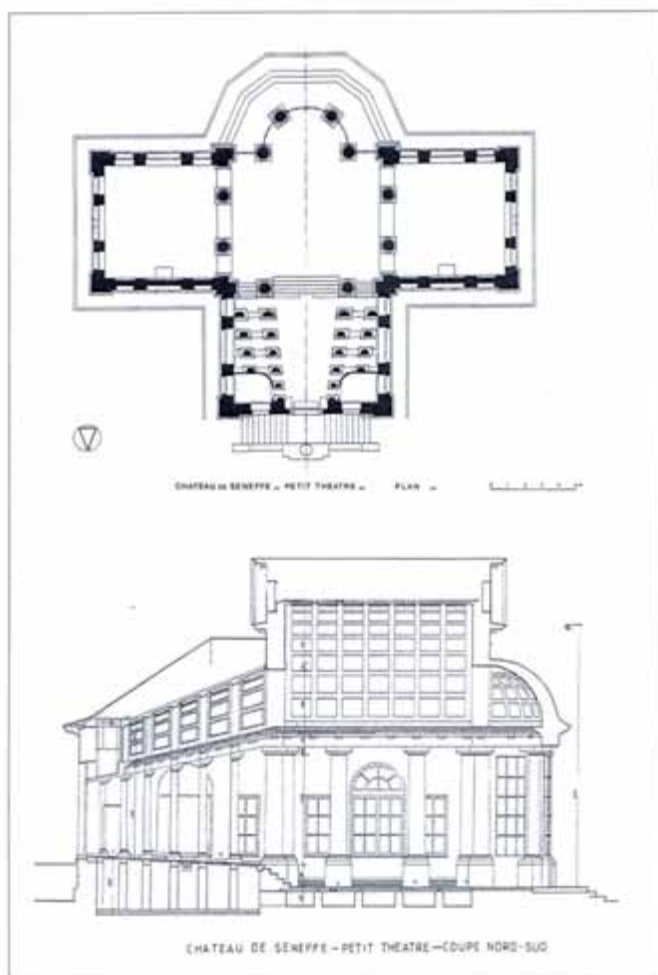 CHATEAU DE SENEFFE — PETIT THEATRE — PLAN
CHATEAU DE SENEFFE — PETIT THEATRE — COUPE NORD-SUD